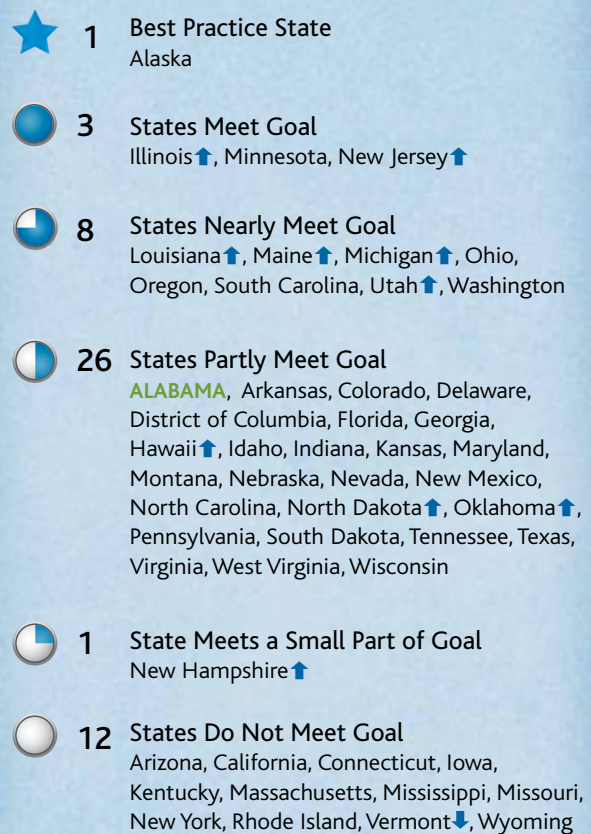 1 Best Practice State
Alaska
3 States Meet Goal
Illinois⬆, Minnesota, New Jersey⬆
8 States Nearly Meet Goal
Louisiana⬆, Maine⬆, Michigan⬆, Ohio,
Oregon, South Carolina, Utah⬆, Washington
26 States Partly Meet Goal
ALABAMA, Arkansas, Colorado, Delaware,
District of Columbia, Florida, Georgia,
Hawaii⬆, Idaho, Indiana, Kansas, Maryland,
Montana, Nebraska, Nevada, New Mexico,
North Carolina, North Dakota⬆, Oklahoma⬆,
Pennsylvania, South Dakota, Tennessee, Texas,
Virginia, West Virginia, Wisconsin
1 State Meets a Small Part of Goal
New Hampshire⬆
12 States Do Not Meet Goal
Arizona, California, Connecticut, Iowa,
Kentucky, Massachusetts, Mississippi, Missouri,
New York, Rhode Island, Vermont⬇, Wyoming